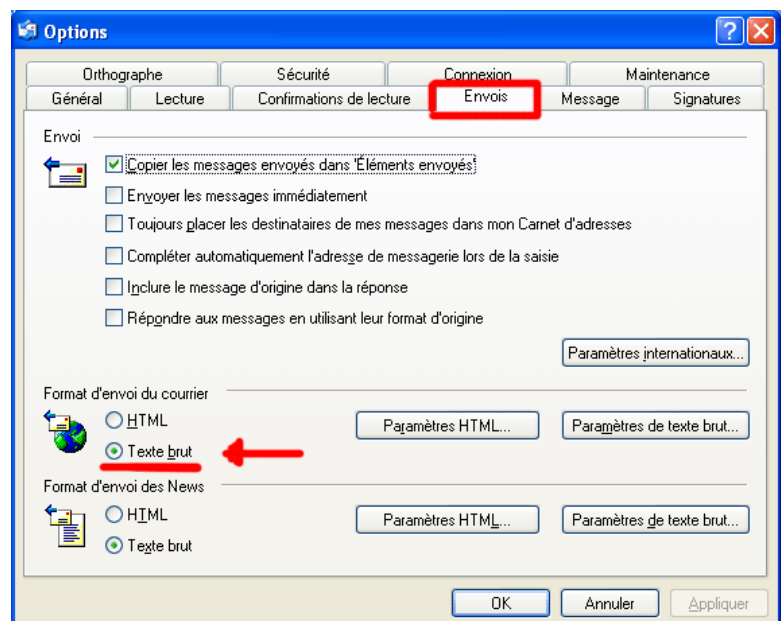 Options
Orthographe Sécurité Connexion Maintenance
Général Lecture Confirmations de lecture Envois Message Signatures
Envoi
Copier les messages envoyés dans 'Éléments envoyés'
Envoyer les messages immédiatement
Toujours placer les destinataires de mes messages dans mon Carnet d'adresses
Compléter automatiquement l'adresse de messagerie lors de la saisie
Inclure le message d'origine dans la réponse
Répondre aux messages en utilisant leur format d'origine
Paramètres internationaux...
Format d'envoi du courrier
HTML Paramètres HTML... Paramètres de texte brut...
Texte brut
Format d'envoi des News
HTML Paramètres HTML... Paramètres de texte brut...
Texte brut
OK Annuler Appliquer